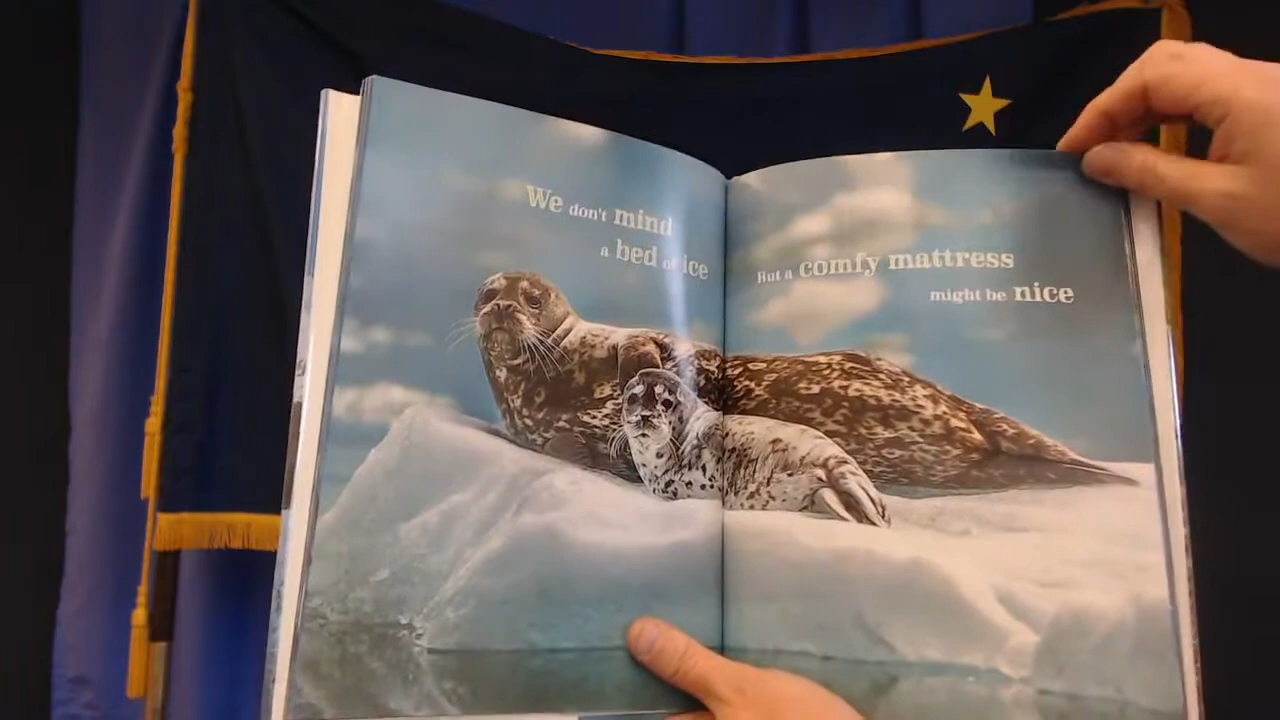 We don't mind
a bed of ice
But a comfy mattress
might be nice